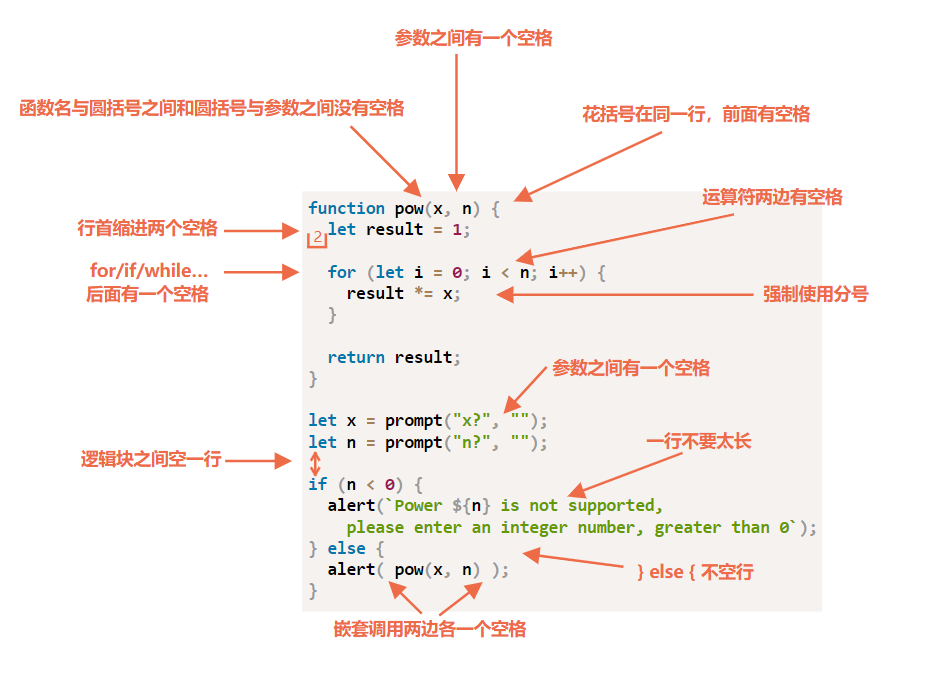 参数之间有一个空格
函数名与圆括号之间和圆括号与参数之间没有空格
花括号在同一行，前面有空格
运算符两边有空格
行首缩进两个空格
for/if/while...
后面有一个空格
强制使用分号
function pow(x, n) {
2
  let result = 1;

  for (let i = 0; i < n; i++) {
    result *= x;
  }

  return result;
}

参数之间有一个空格
let x = prompt("x?", "");
let n = prompt("n?", "");
一行不要太长
逻辑块之间空一行
if (n < 0) {
  alert(`Power ${n} is not supported,
    please enter an integer number, greater than 0`);
} else {
  alert( pow(x, n) );
}
} else { 不空行
嵌套调用两边各一个空格